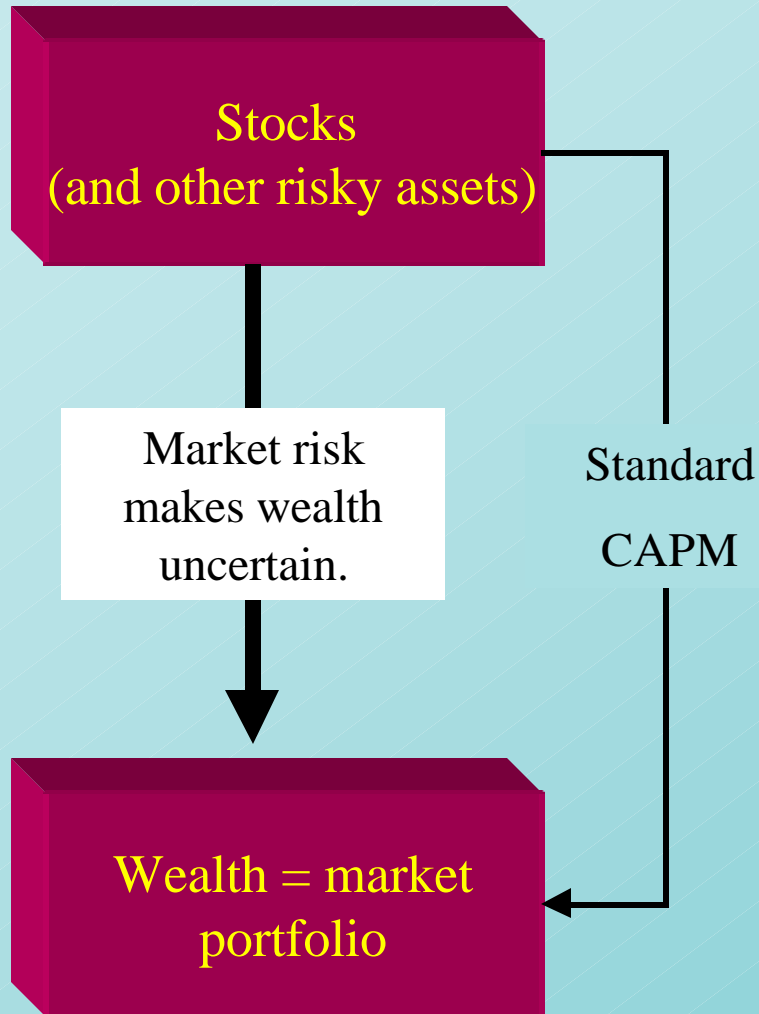 Stocks
(and other risky assets)
Market risk
makes wealth
uncertain.
Standard
CAPM
Wealth = market
portfolio